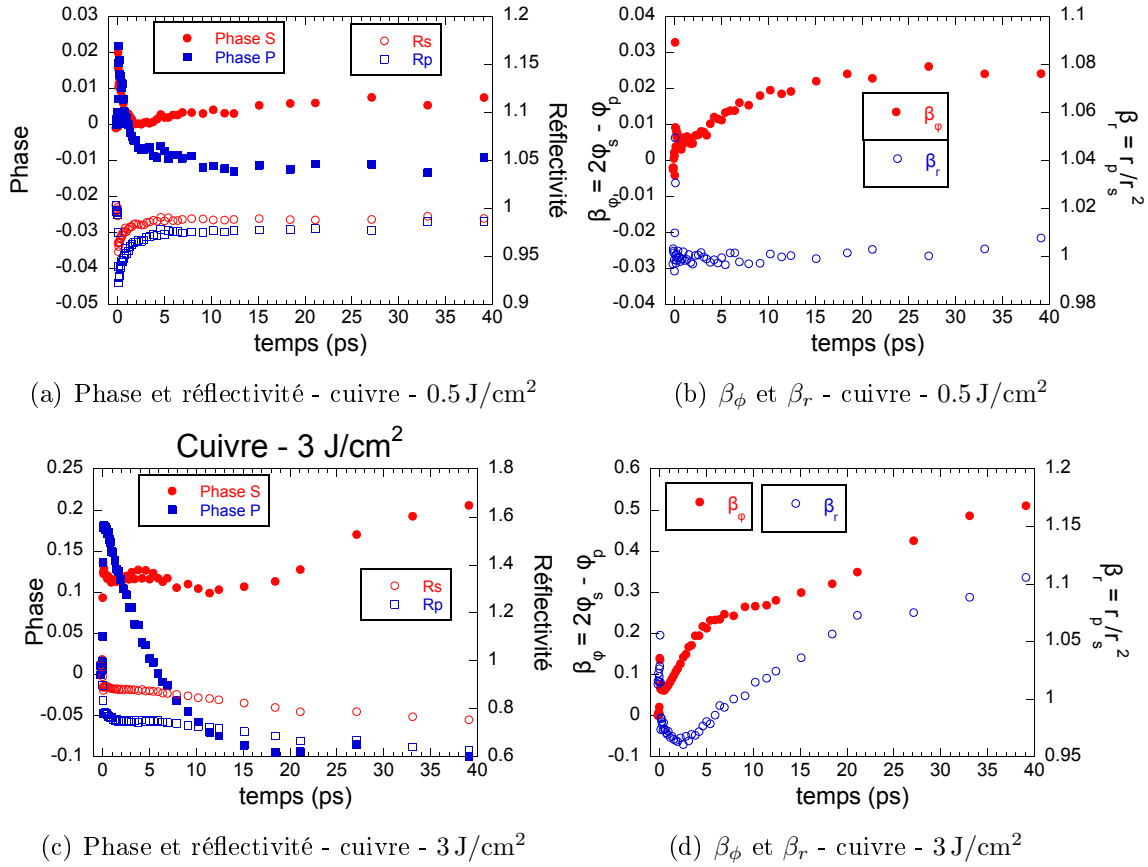 Phase S
Phase P
Rs
Rp
0.03
0.02
0.01
0
-0.01
-0.02
-0.03
-0.04
-0.05
1.2
1.15
1.1
1.05
1
0.95
0.9
Phase
Réflectivité
0 5 10 15 20 25 30 35 40
temps (ps)
(a) Phase et réflectivité - cuivre - 0.5 J/cm²
0.04
0.03
0.02
0.01
0
-0.01
-0.02
-0.03
-0.04
1.1
1.08
1.06
1.04
1.02
1
0.98
β_φ = 2φ_s - φ_p
β_r = r_p/r_s²
β_φ
β_r
0 5 10 15 20 25 30 35 40
temps (ps)
(b) β_ϕ et β_r - cuivre - 0.5 J/cm²
Cuivre - 3 J/cm²
Phase S
Phase P
Rs
Rp
0.25
0.2
0.15
0.1
0.05
0
-0.05
-0.1
1.8
1.6
1.4
1.2
1
0.8
0.6
Phase
Réflectivité
0 5 10 15 20 25 30 35 40
temps (ps)
(c) Phase et réflectivité - cuivre - 3 J/cm²
0.6
0.5
0.4
0.3
0.2
0.1
0
-0.1
1.2
1.15
1.1
1.05
1
0.95
β_φ = 2φ_s - φ_p
β_r = r_p/r_s²
β_φ
β_r
0 5 10 15 20 25 30 35 40
temps (ps)
(d) β_ϕ et β_r - cuivre - 3 J/cm²